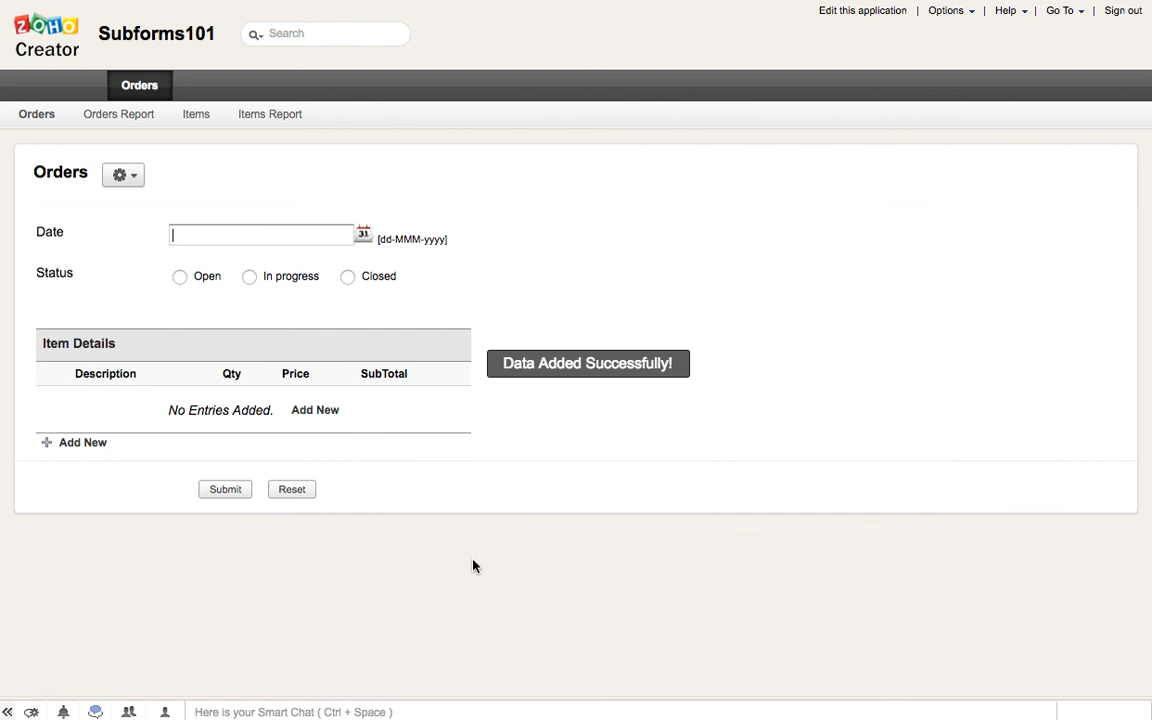 Edit this application | Options | Help | Go To | Sign out
ZOHO
Creator
Subforms101
Search
Orders
Orders Orders Report Items Items Report
Orders
Date
31
[dd-MMM-yyyy]
Status
Open In progress Closed
Item Details
Data Added Successfully!
Description Qty Price SubTotal
No Entries Added. Add New
Add New
Submit Reset
Here is your Smart Chat ( Ctrl + Space )